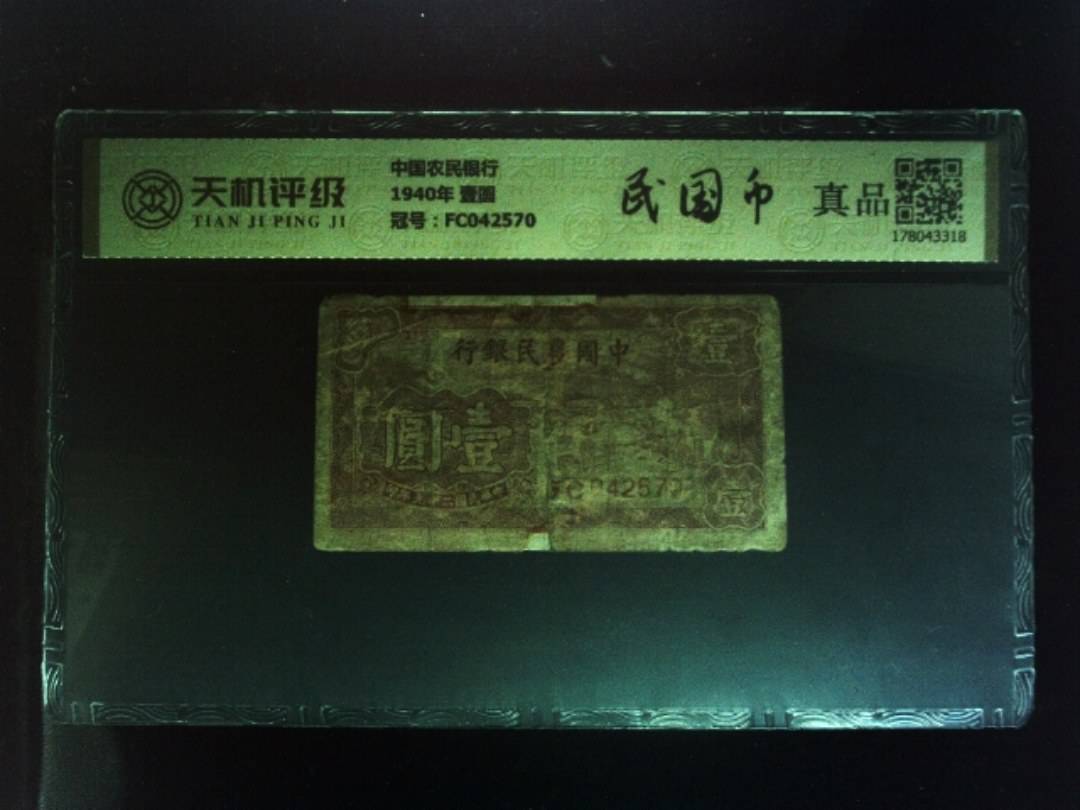 天机评级
TIAN JI PING JI
中国农民银行
1940年 壹圆
冠号：FC042570
民国币
真品
178043318
行銀民農國中
壹
圓壹
壹